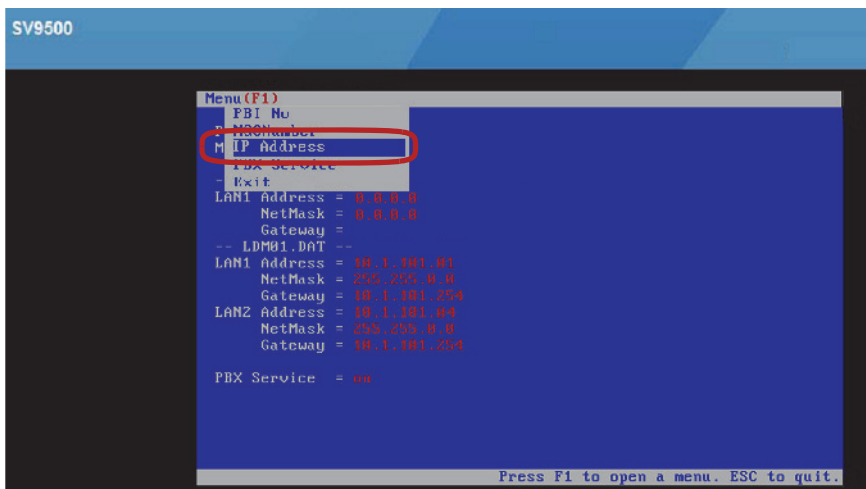 SV9500
Menu(F1)
PBI No
P M3GNumber
M IP Address
PBX Service
- Exit
LAN1 Address = 0.0.0.0
NetMask = 0.0.0.0
Gateway =
-- LDM01.DAT --
LAN1 Address = 10.1.101.
NetMask = 255.255.0.0
Gateway = 10.1.101.254
LAN2 Address = 10.1.101.
NetMask = 255.255.0.0
Gateway = 10.1.101.254
PBX Service =
Press F1 to open a menu. ESC to quit.